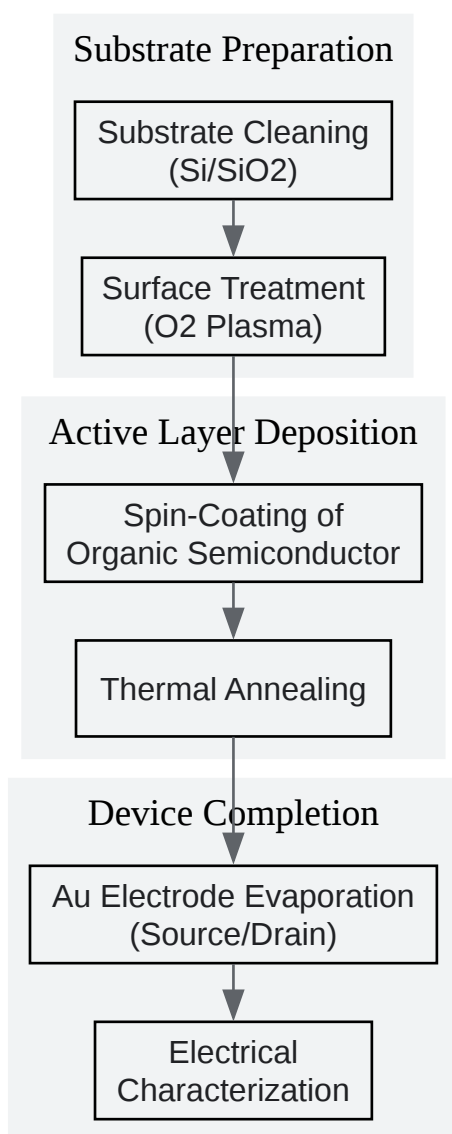 Substrate Preparation
Substrate Cleaning
(Si/SiO2)
Surface Treatment
(O2 Plasma)
Active Layer Deposition
Spin-Coating of
Organic Semiconductor
Thermal Annealing
Device Completion
Au Electrode Evaporation
(Source/Drain)
Electrical
Characterization